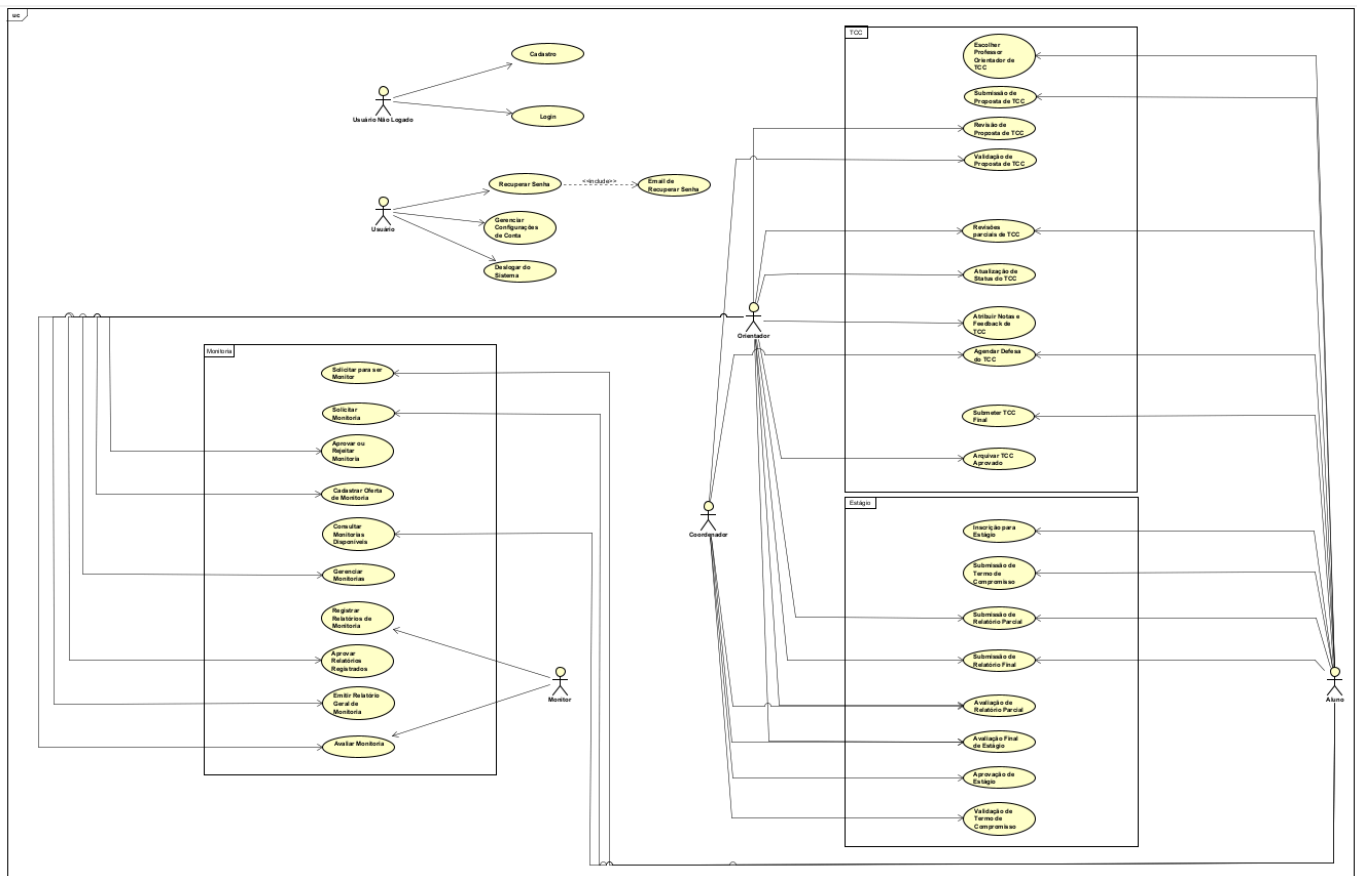 uc
Cadastro
Login
Usuário Não Logado
Recuperar Senha
<<include>>
Email de
Recuperar Senha
Gerenciar
Configurações
de Conta
Deslogar do
Sistema
Usuário
TCC
Escolher
Professor
Orientador de
TCC
Submissão de
Proposta de TCC
Revisão de
Proposta de TCC
Validação de
Proposta de TCC
Revisões
parciais de TCC
Atualização de
Status do TCC
Atribuir Notas e
Feedback de
TCC
Agendar Defesa
do TCC
Submeter TCC
Final
Arquivar TCC
Aprovado
Orientador
Monitoria
Solicitar para ser
Monitor
Solicitar
Monitoria
Aprovar ou
Rejeitar
Monitoria
Cadastrar Oferta
de Monitoria
Consultar
Monitorias
Disponíveis
Gerenciar
Monitorias
Registrar
Relatórios de
Monitoria
Aprovar
Relatórios
Registrados
Emitir Relatório
Geral de
Monitoria
Avaliar Monitoria
Monitor
Coordenador
Estágio
Inscrição para
Estágio
Submissão de
Termo de
Compromisso
Submissão de
Relatório Parcial
Submissão de
Relatório Final
Avaliação de
Relatório Parcial
Avaliação Final
de Estágio
Aprovação de
Estágio
Validação de
Termo de
Compromisso
Aluno